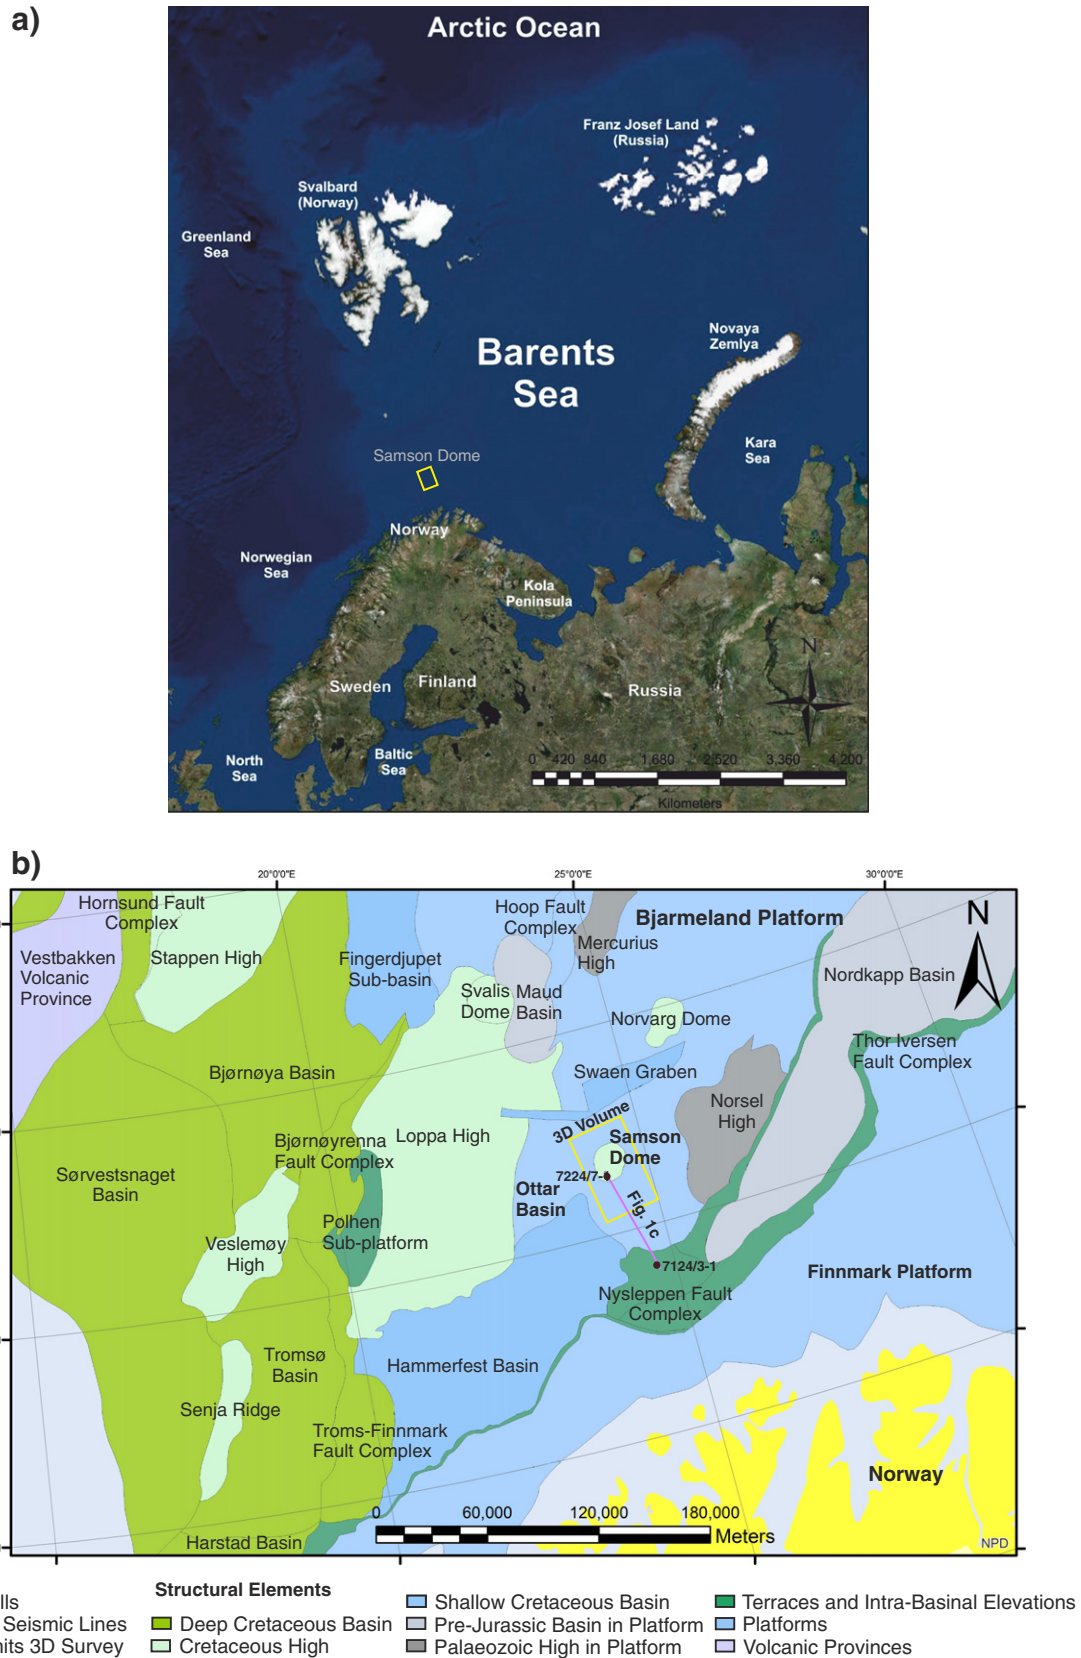 a)
Arctic Ocean
Franz Josef Land
(Russia)
Svalbard
(Norway)
Greenland
Sea
Barents
Sea
Novaya
Zemlya
Kara
Sea
Samson Dome
Norway
Norwegian
Sea
Kola
Peninsula
Sweden
Finland
Russia
N
North
Sea
Baltic
Sea
0 420 840 1,680 2,520 3,360 4,200
Kilometers
b)
20°0'0"E 25°0'0"E 30°0'0"E
Hornsund Fault
Complex
Vestbakken
Volcanic
Province
Stappen High
Fingerdjupet
Sub-basin
Hoop Fault
Complex
Mercurius
High
Bjarmeland Platform
N
Nordkapp Basin
Svalis
Dome
Maud
Basin
Norvarg Dome
Thor Iversen
Fault Complex
Bjørnøya Basin
Swaen Graben
Norsel
High
3D Volume
Samson
Dome
Bjørnøyrenna
Fault Complex
Loppa High
7224/7-1
Sørvestsnaget
Basin
Ottar
Basin
Fig. 1c
Polhen
Sub-platform
Veslemøy
High
7124/3-1
Finnmark Platform
Nysleppen Fault
Complex
Tromsø
Basin
Hammerfest Basin
Senja Ridge
Troms-Finnmark
Fault Complex
Norway
0 60,000 120,000 180,000
Meters
Harstad Basin
NPD
Structural Elements
lls
Seismic Lines
nits 3D Survey
Deep Cretaceous Basin
Cretaceous High
Shallow Cretaceous Basin
Pre-Jurassic Basin in Platform
Palaeozoic High in Platform
Terraces and Intra-Basinal Elevations
Platforms
Volcanic Provinces